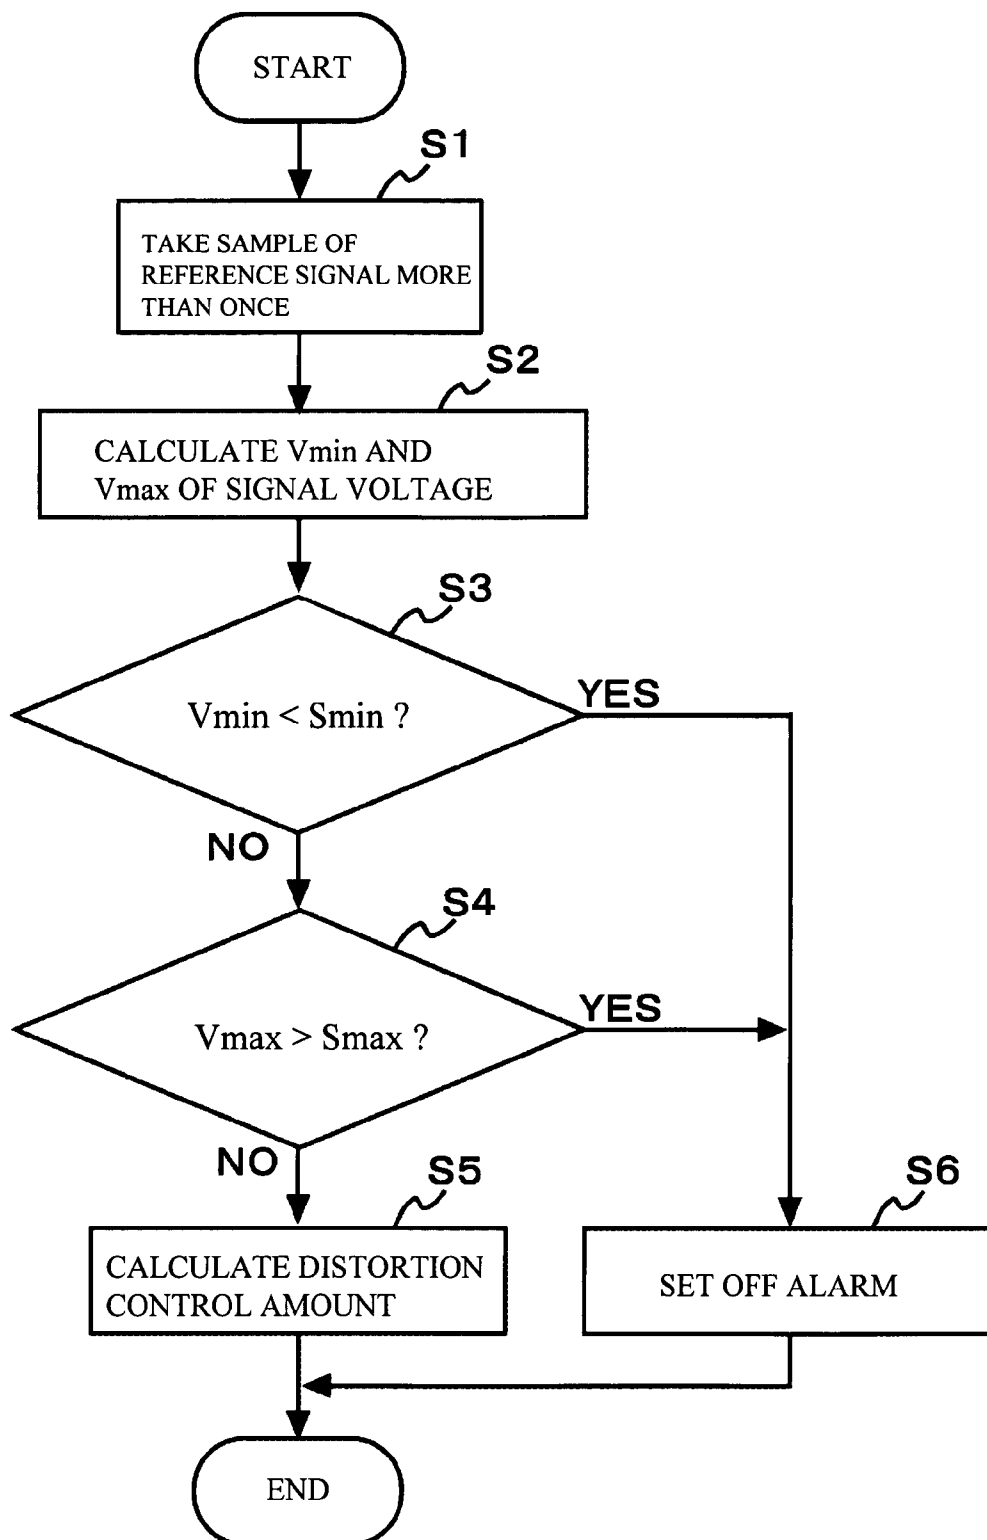 START
S1
TAKE SAMPLE OF
REFERENCE SIGNAL MORE
THAN ONCE
S2
CALCULATE Vmin AND
Vmax OF SIGNAL VOLTAGE
S3
Vmin < Smin ?
YES
NO
S4
Vmax > Smax ?
YES
NO
S5
CALCULATE DISTORTION
CONTROL AMOUNT
S6
SET OFF ALARM
END